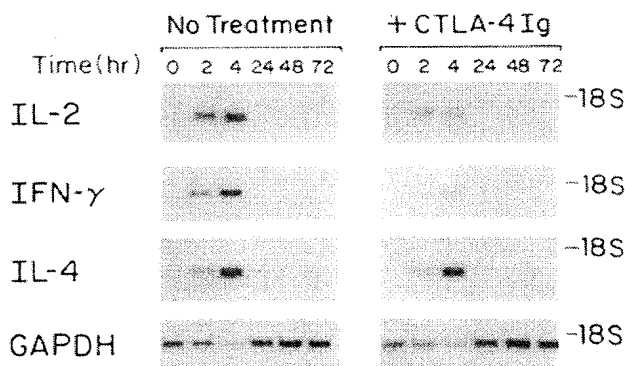 No Treatment + CTLA-4Ig
Time(hr) 0 2 4 24 48 72 0 2 4 24 48 72
IL-2 -18S
IFN-γ -18S
IL-4 -18S
GAPDH -18S